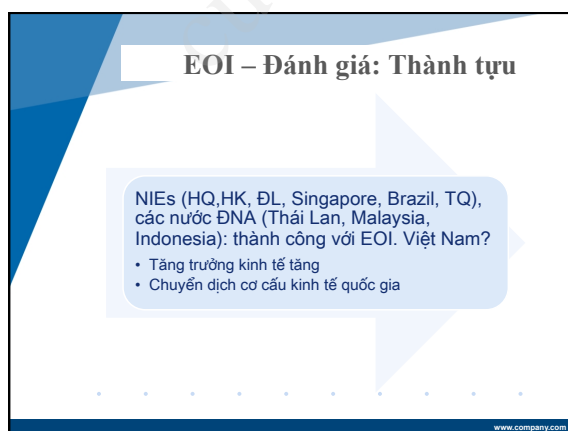 EOI – Đánh giá: Thành tựu
NIEs (HQ,HK, ĐL, Singapore, Brazil, TQ),
các nước ĐNA (Thái Lan, Malaysia,
Indonesia): thành công với EOI. Việt Nam?
• Tăng trưởng kinh tế tăng
• Chuyển dịch cơ cấu kinh tế quốc gia
www.company.com